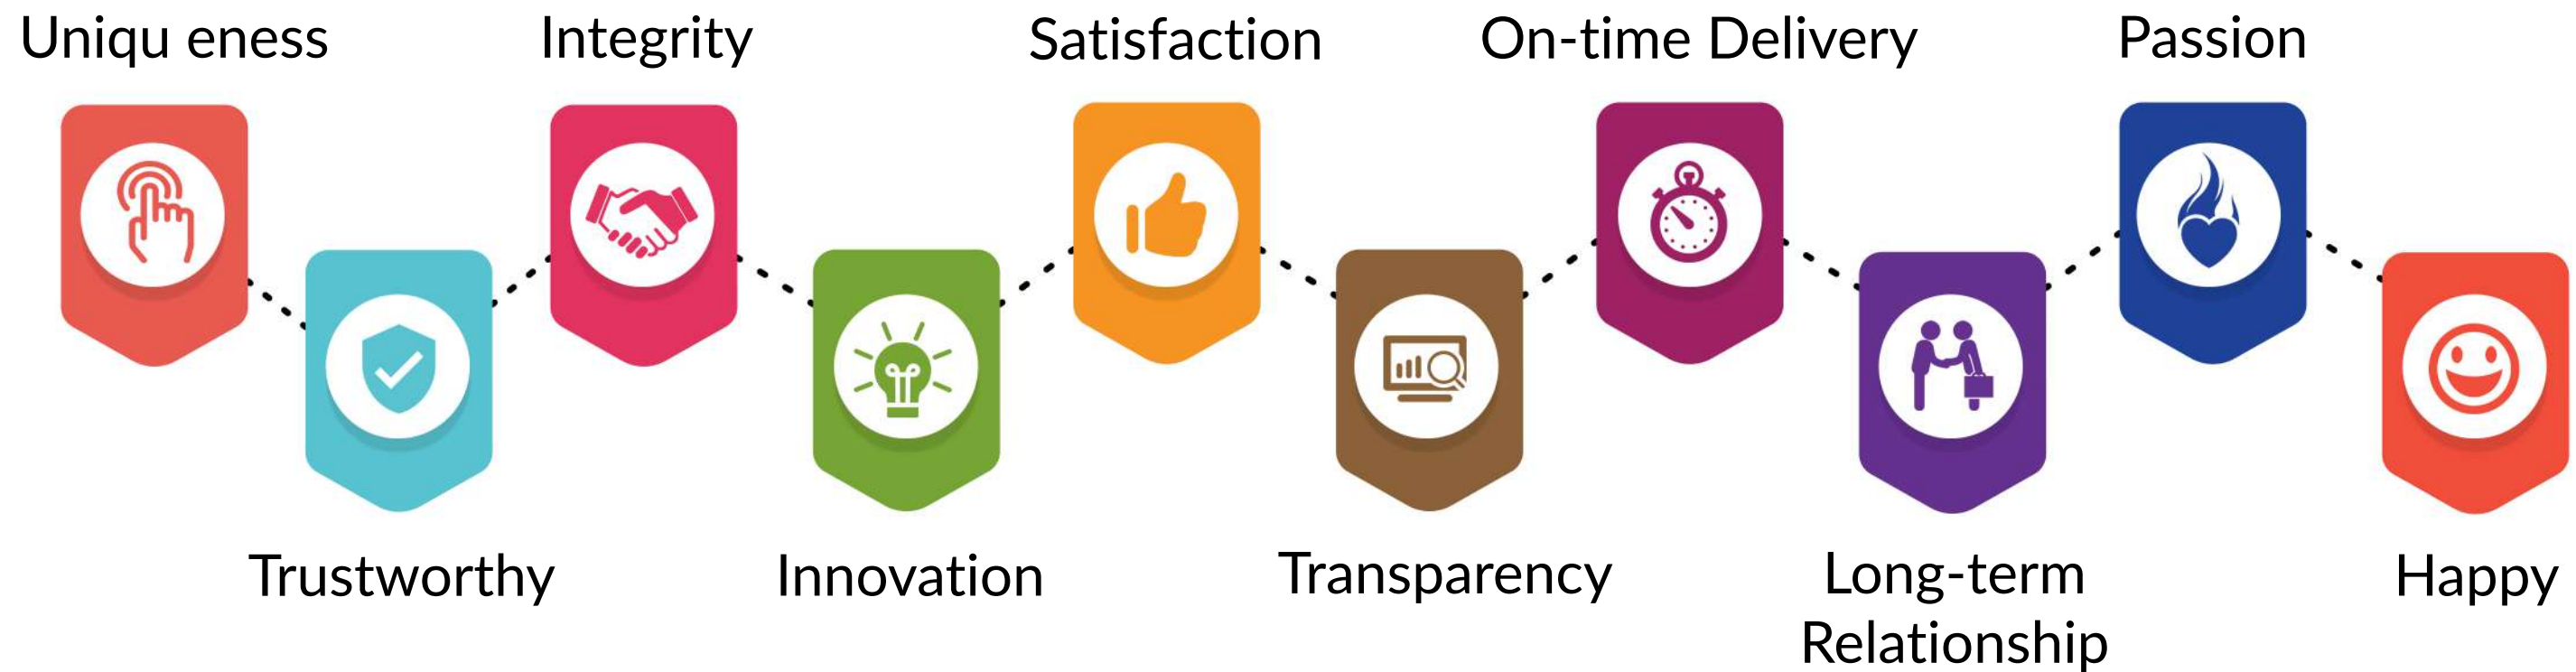 Uniqu eness
Integrity
Satisfaction
On-time Delivery
Passion
Trustworthy
Innovation
Transparency
Long-term
Relationship
Happy